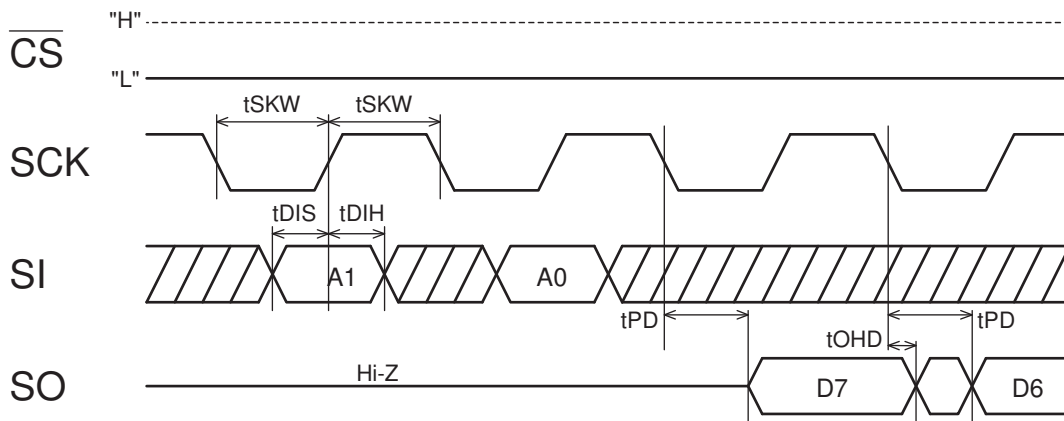 "H"
CS
"L"
tSKW tSKW
SCK
tDIS tDIH
SI A1 A0
tPD tPD
tOHD
Hi-Z
SO D7 D6